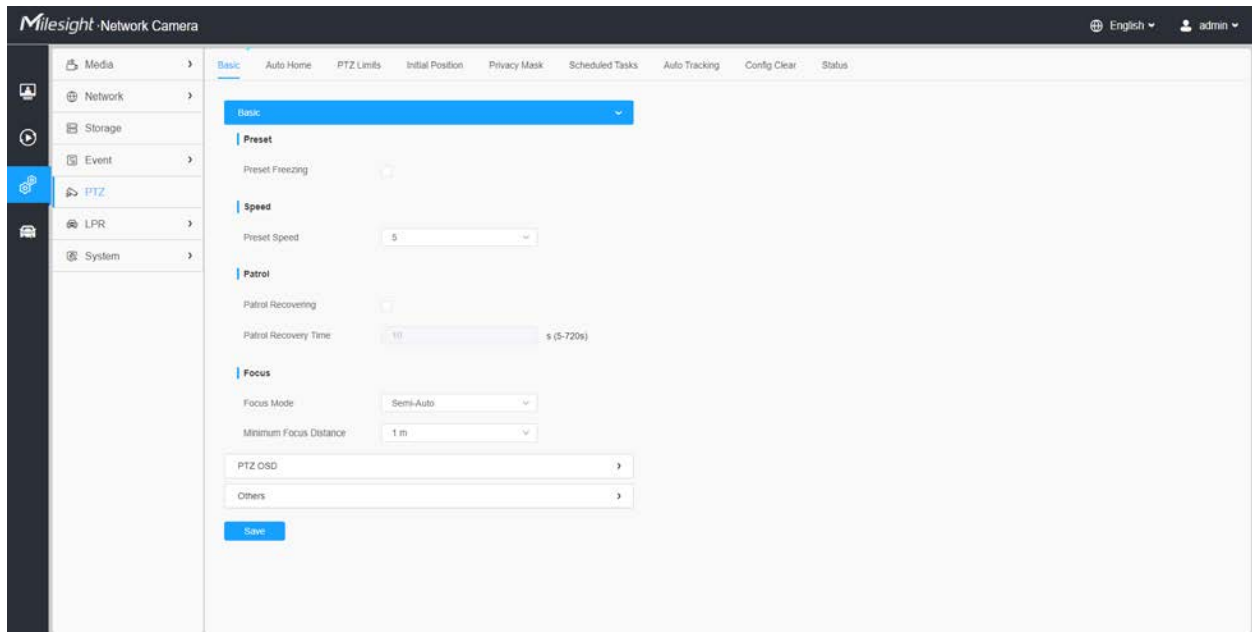 Milesight Network Camera
English
admin
Media
Network
Storage
Event
PTZ
LPR
System
Basic Auto Home PTZ Limits Initial Position Privacy Mask Scheduled Tasks Auto Tracking Config Clear Status
Basic
Preset
Preset Freezing
Speed
Preset Speed 5
Patrol
Patrol Recovering
Patrol Recovery Time 10 s (5-720s)
Focus
Focus Mode Semi-Auto
Minimum Focus Distance 1 m
PTZ OSD
Others
Save